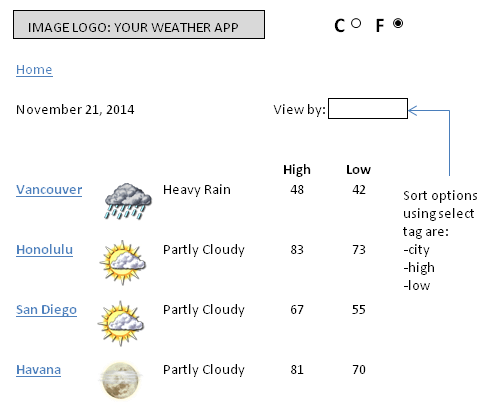 IMAGE LOGO: YOUR WEATHER APP
C F
Home
November 21, 2014 View by:
High Low
Vancouver Heavy Rain 48 42
Honolulu Partly Cloudy 83 73
San Diego Partly Cloudy 67 55
Havana Partly Cloudy 81 70
Sort options
using select
tag are:
-city
-high
-low